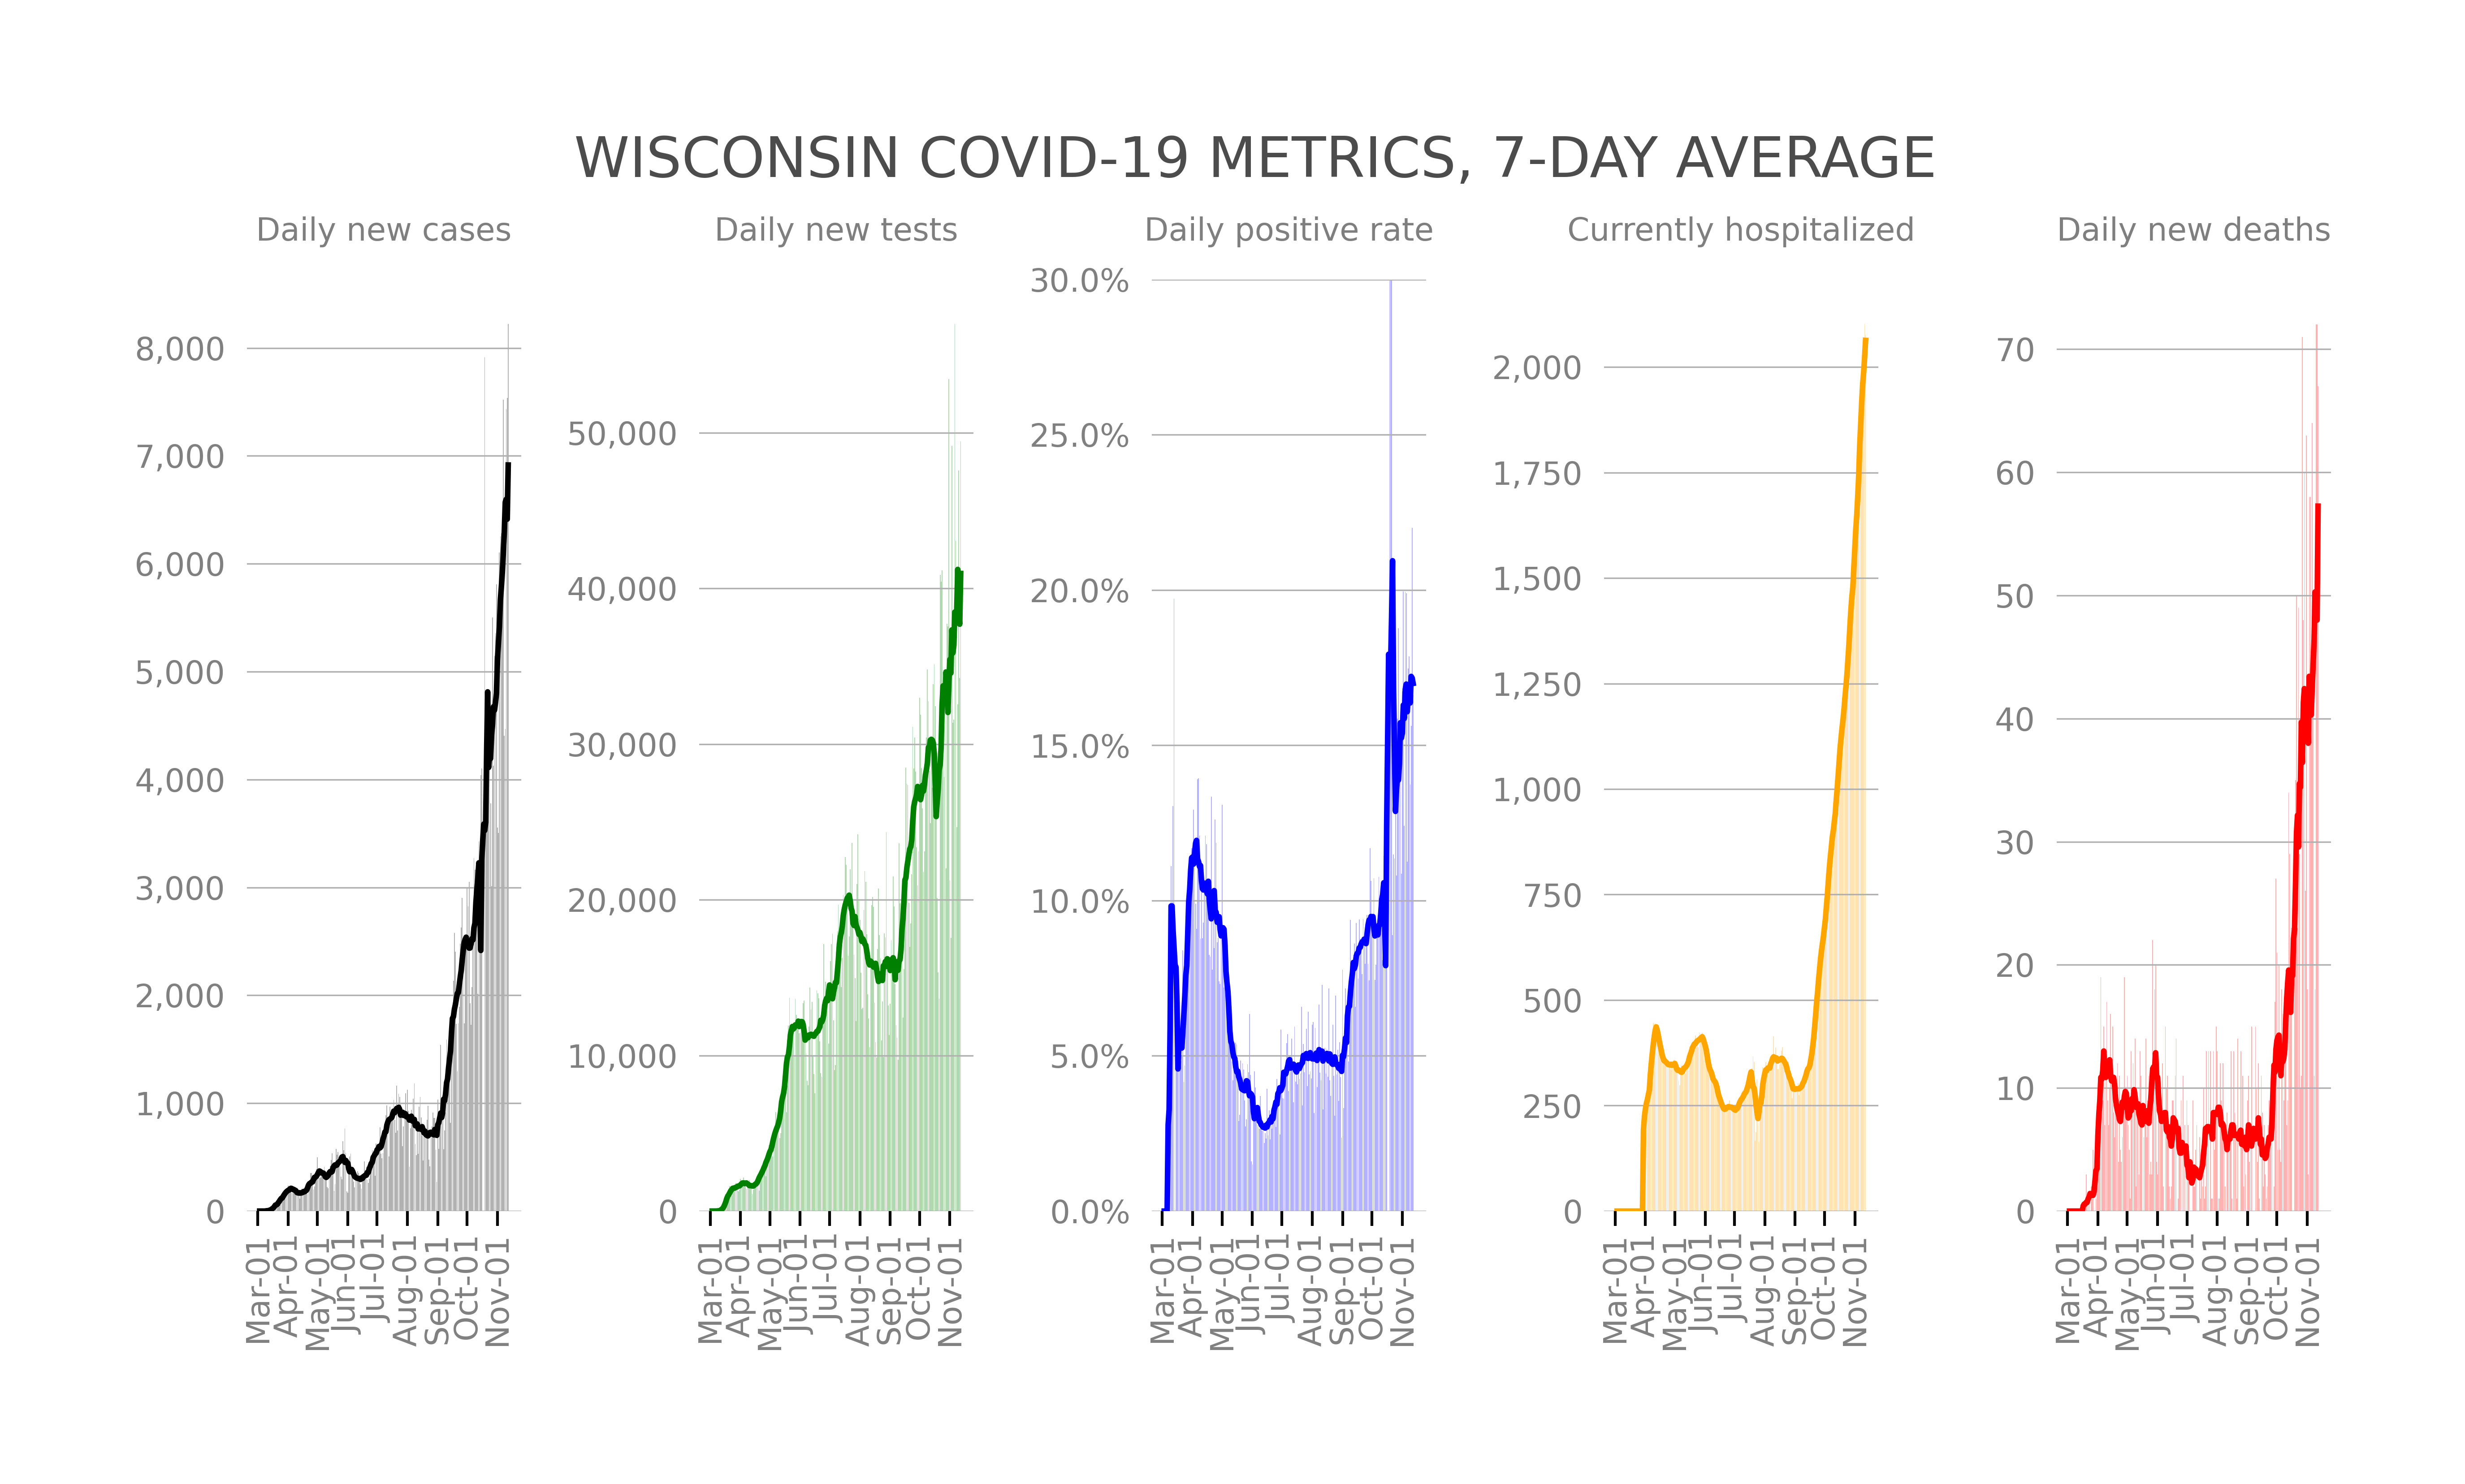 WISCONSIN COVID-19 METRICS, 7-DAY AVERAGE
Daily new cases
8,000
7,000
6,000
5,000
4,000
3,000
2,000
1,000
0
Mar-01
Apr-01
May-01
Jun-01
Jul-01
Aug-01
Sep-01
Oct-01
Nov-01
Daily new tests
50,000
40,000
30,000
20,000
10,000
0
Mar-01
Apr-01
May-01
Jun-01
Jul-01
Aug-01
Sep-01
Oct-01
Nov-01
Daily positive rate
30.0%
25.0%
20.0%
15.0%
10.0%
5.0%
0.0%
Mar-01
Apr-01
May-01
Jun-01
Jul-01
Aug-01
Sep-01
Oct-01
Nov-01
Currently hospitalized
2,000
1,750
1,500
1,250
1,000
750
500
250
0
Mar-01
Apr-01
May-01
Jun-01
Jul-01
Aug-01
Sep-01
Oct-01
Nov-01
Daily new deaths
70
60
50
40
30
20
10
0
Mar-01
Apr-01
May-01
Jun-01
Jul-01
Aug-01
Sep-01
Oct-01
Nov-01